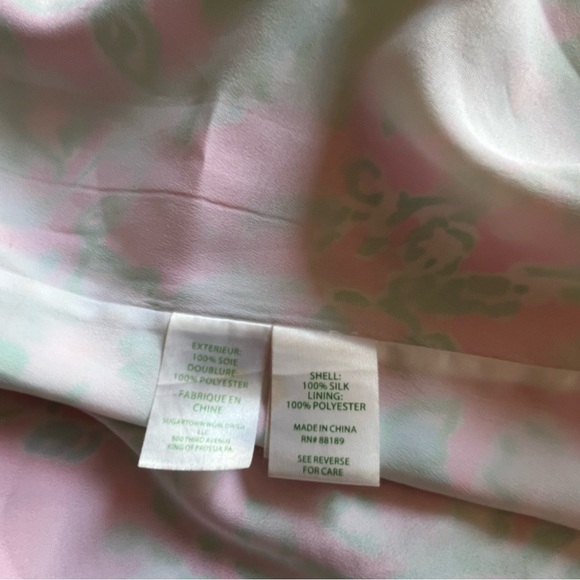 EXTERIEUR:
100% SOIE
DOUBLURE:
100% POLYESTER
FABRIQUE EN
CHINE
SUGARTOWN WORLDWIDE
LLC
800 THIRD AVENUE
KING OF PRUSSIA PA
SHELL:
100% SILK
LINING:
100% POLYESTER
MADE IN CHINA
RN# 88189
SEE REVERSE
FOR CARE